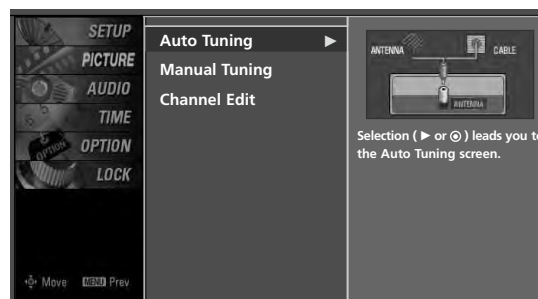 SETUP
PICTURE
AUDIO
TIME
OPTION
LOCK
Move MENU Prev
Auto Tuning ▶
Manual Tuning
Channel Edit
ANTENNA
CABLE
ANTENNA
Selection ( ▶ or ◉ ) leads you to
the Auto Tuning screen.